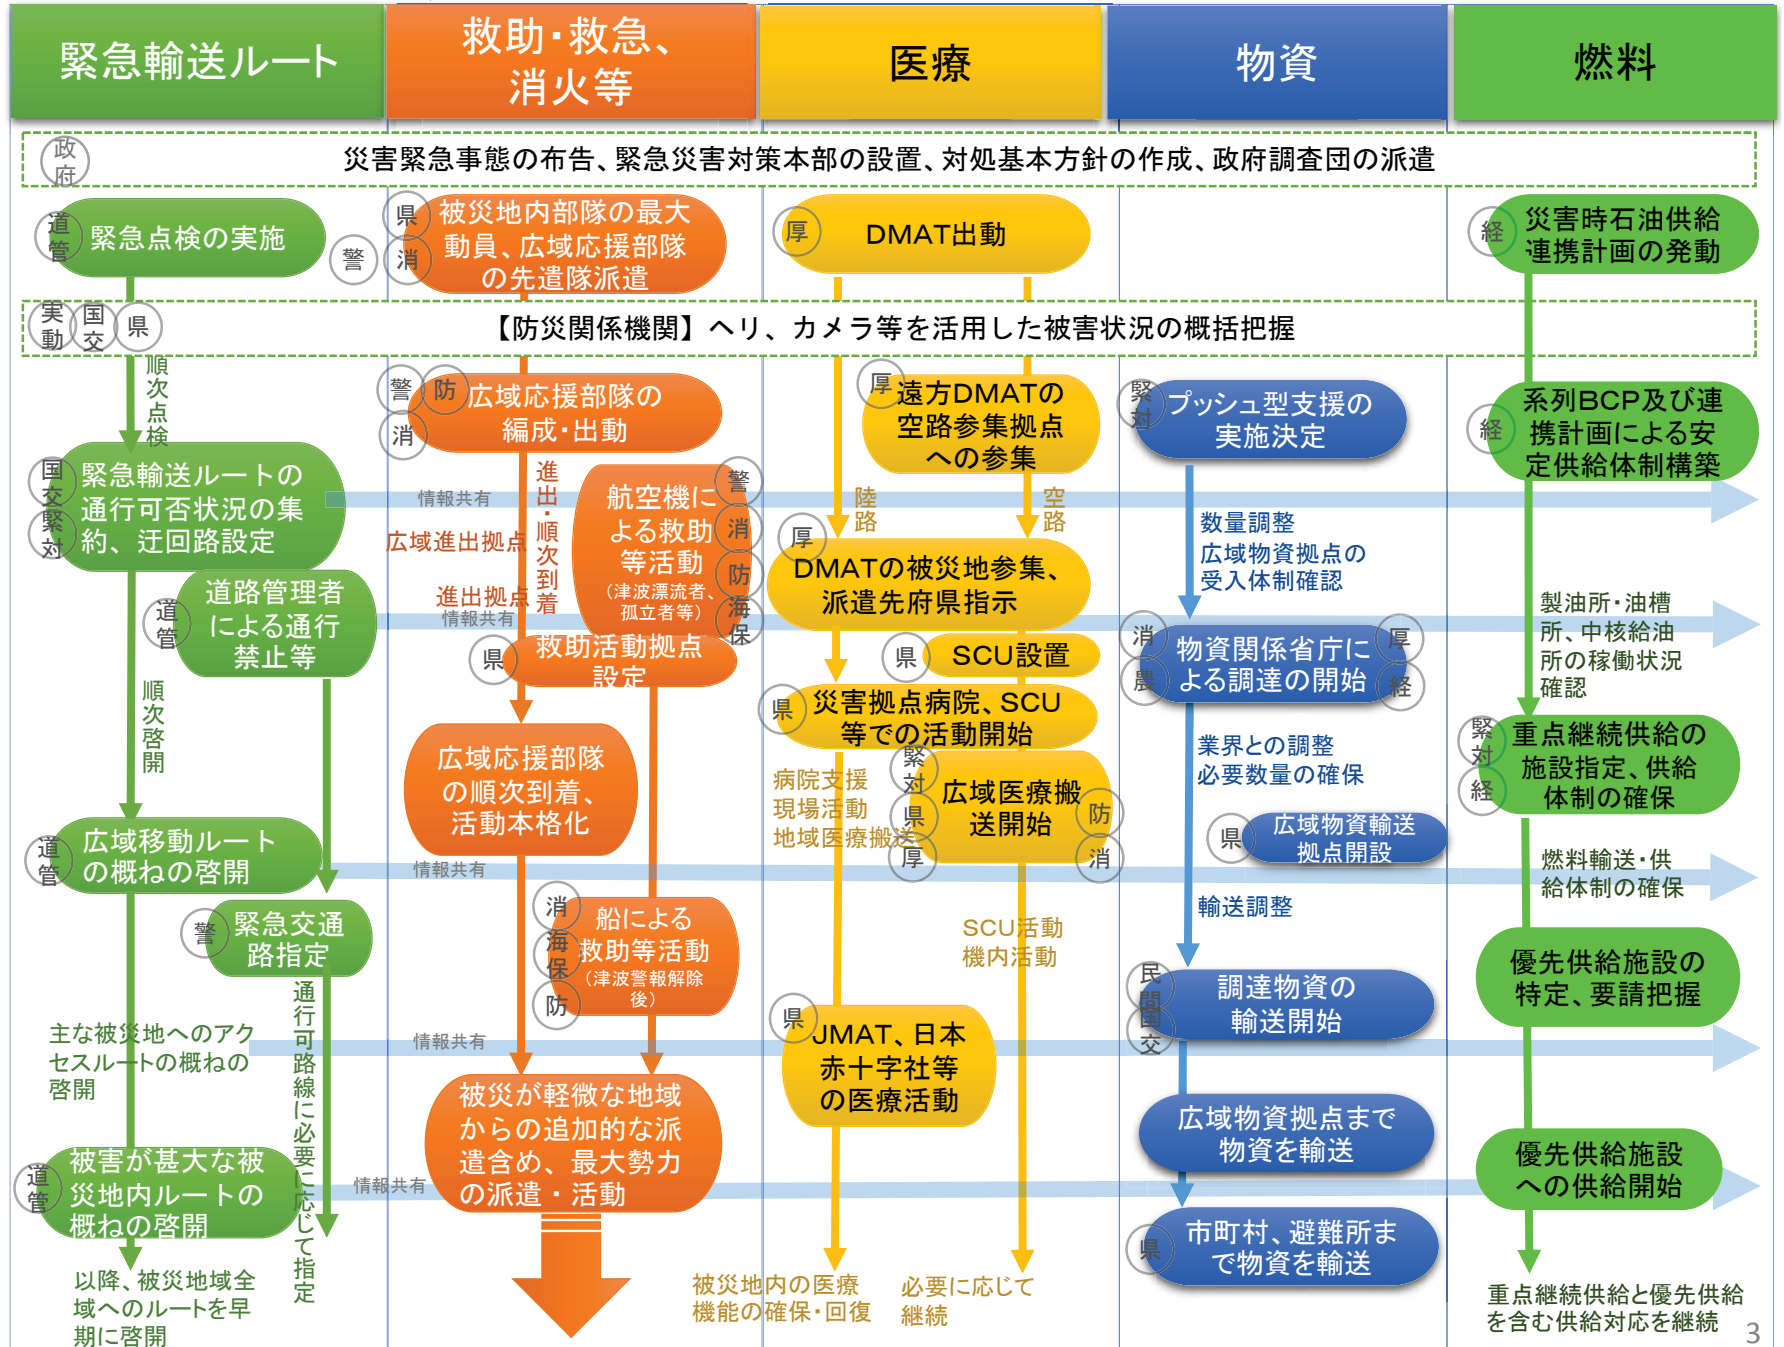 緊急輸送ルート
救助・救急、
消火等
医療
物資
燃料
政府
災害緊急事態の布告、緊急災害対策本部の設置、対処基本方針の作成、政府調査団の派遣
道管
緊急点検の実施
県
警
消
被災地内部隊の最大
動員、広域応援部隊
の先遣隊派遣
厚
DMAT出動
経
災害時石油供給
連携計画の発動
実動
国交
県
【防災関係機関】ヘリ、カメラ等を活用した被害状況の概括把握
順次点検
国交
緊対
緊急輸送ルートの
通行可否状況の集
約、迂回路設定
道管
道路管理者
による通行
禁止等
順次啓開
道管
広域移動ルート
の概ねの啓開
警
緊急交通
路指定
主な被災地へのアク
セスルートの概ねの
啓開
通行可路線に必要に応じて指定
道管
被害が甚大な被
災地内ルートの
概ねの啓開
以降、被災地域全
域へのルートを早
期に啓開
情報共有
情報共有
情報共有
情報共有
情報共有
警
防
消
広域応援部隊の
編成・出動
進出・順次到着
広域進出拠点
進出拠点
航空機に
よる救助
等活動
(津波漂流者、
孤立者等)
警
消
防
海保
県
救助活動拠点
設定
広域応援部隊
の順次到着、
活動本格化
消
海保
防
船による
救助等活動
(津波警報解除
後)
被災が軽微な地域
からの追加的な派
遣含め、最大勢力
の派遣・活動
厚
遠方DMATの
空路参集拠点
への参集
陸路
空路
厚
DMATの被災地参集、
派遣先府県指示
県
SCU設置
県
災害拠点病院、SCU
等での活動開始
病院支援
現場活動
地域医療搬送
緊対
県
厚
防
消
広域医療搬
送開始
SCU活動
機内活動
県
JMAT、日本
赤十字社等
の医療活動
被災地内の医療
機能の確保・回復
必要に応じて
継続
緊対
プッシュ型支援の
実施決定
数量調整
広域物資拠点の
受入体制確認
消
農
厚
経
物資関係省庁に
よる調達の開始
業界との調整
必要数量の確保
県
広域物資輸送
拠点開設
輸送調整
民間
国交
調達物資の
輸送開始
広域物資拠点まで
物資を輸送
県
市町村、避難所ま
で物資を輸送
経
系列BCP及び連
携計画による安
定供給体制構築
製油所・油槽
所、中核給油
所の稼働状況
確認
緊対
経
重点継続供給の
施設指定、供給
体制の確保
燃料輸送・供
給体制の確保
優先供給施設の
特定、要請把握
優先供給施設
への供給開始
重点継続供給と優先供給
を含む供給対応を継続
3